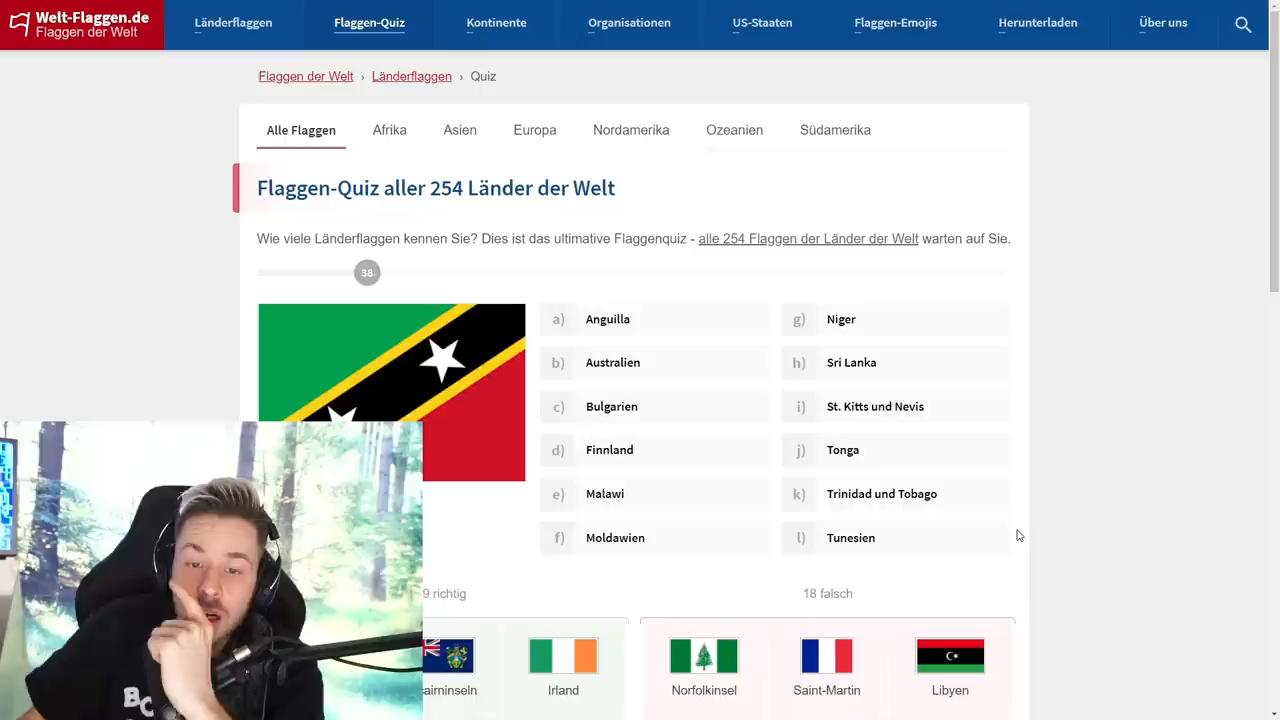 Welt-Flaggen.de
Flaggen der Welt
Länderflaggen
Flaggen-Quiz
Kontinente
Organisationen
US-Staaten
Flaggen-Emojis
Herunterladen
Über uns
Flaggen der Welt › Länderflaggen › Quiz
Alle Flaggen
Afrika
Asien
Europa
Nordamerika
Ozeanien
Südamerika
Flaggen-Quiz aller 254 Länder der Welt
Wie viele Länderflaggen kennen Sie? Dies ist das ultimative Flaggenquiz - alle 254 Flaggen der Länder der Welt warten auf Sie.
38
a) Anguilla
b) Australien
c) Bulgarien
d) Finnland
e) Malawi
f) Moldawien
g) Niger
h) Sri Lanka
i) St. Kitts und Nevis
j) Tonga
k) Trinidad und Tobago
l) Tunesien
9 richtig
18 falsch
airninseln
Irland
Norfolkinsel
Saint-Martin
Libyen